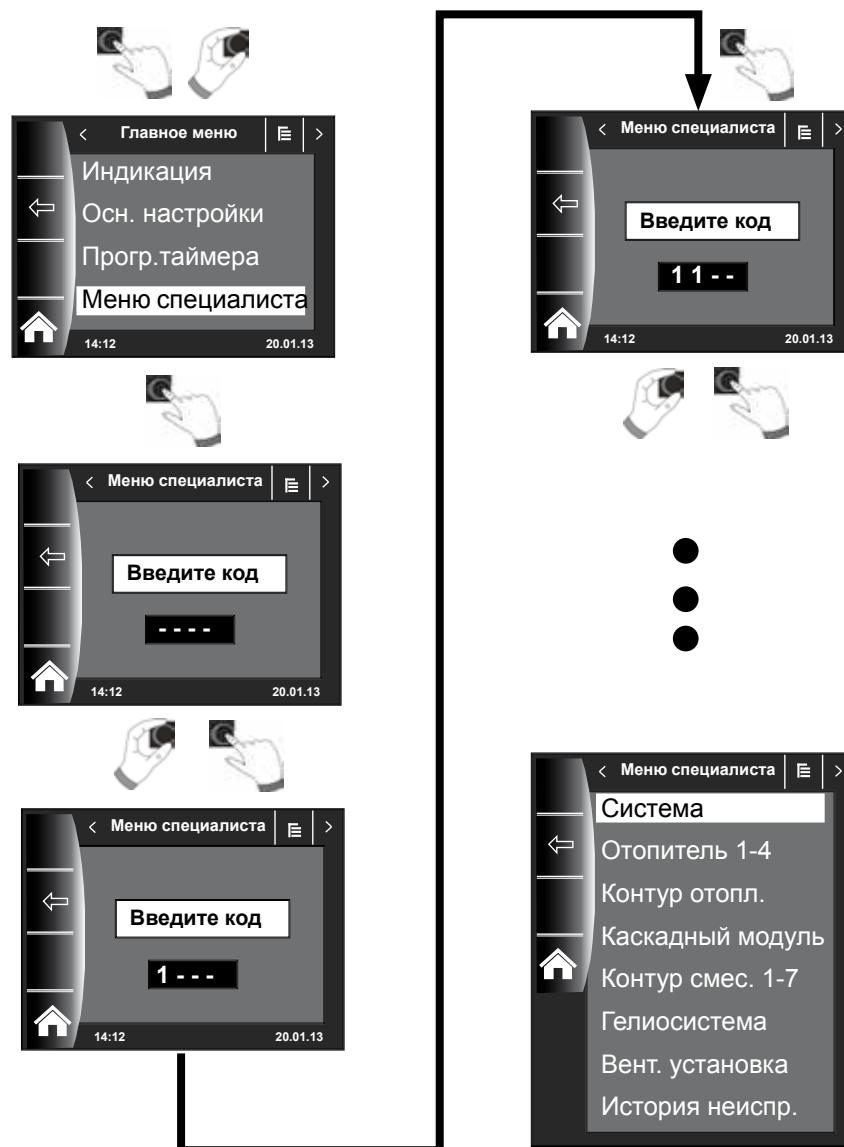 Главное меню
Индикация
Осн. настройки
Прогр.таймера
Меню специалиста
14:12 20.01.13
Меню специалиста
Введите код
- - - -
14:12 20.01.13
Меню специалиста
Введите код
1 - - -
14:12 20.01.13
Меню специалиста
Введите код
1 1 - -
14:12 20.01.13
Меню специалиста
Система
Отопитель 1-4
Контур отопл.
Каскадный модуль
Контур смес. 1-7
Гелиосистема
Вент. установка
История неиспр.